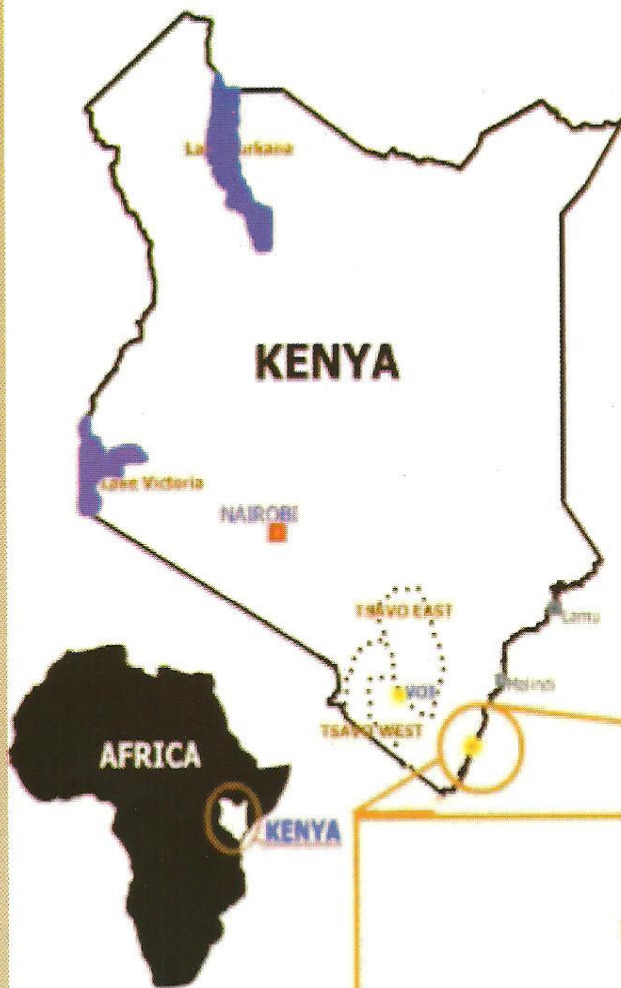 KENYA
Lake Victoria
NAIROBI
TSAVO EAST
Lamu
Malindi
VOI
TSAVO WEST
AFRICA
KENYA